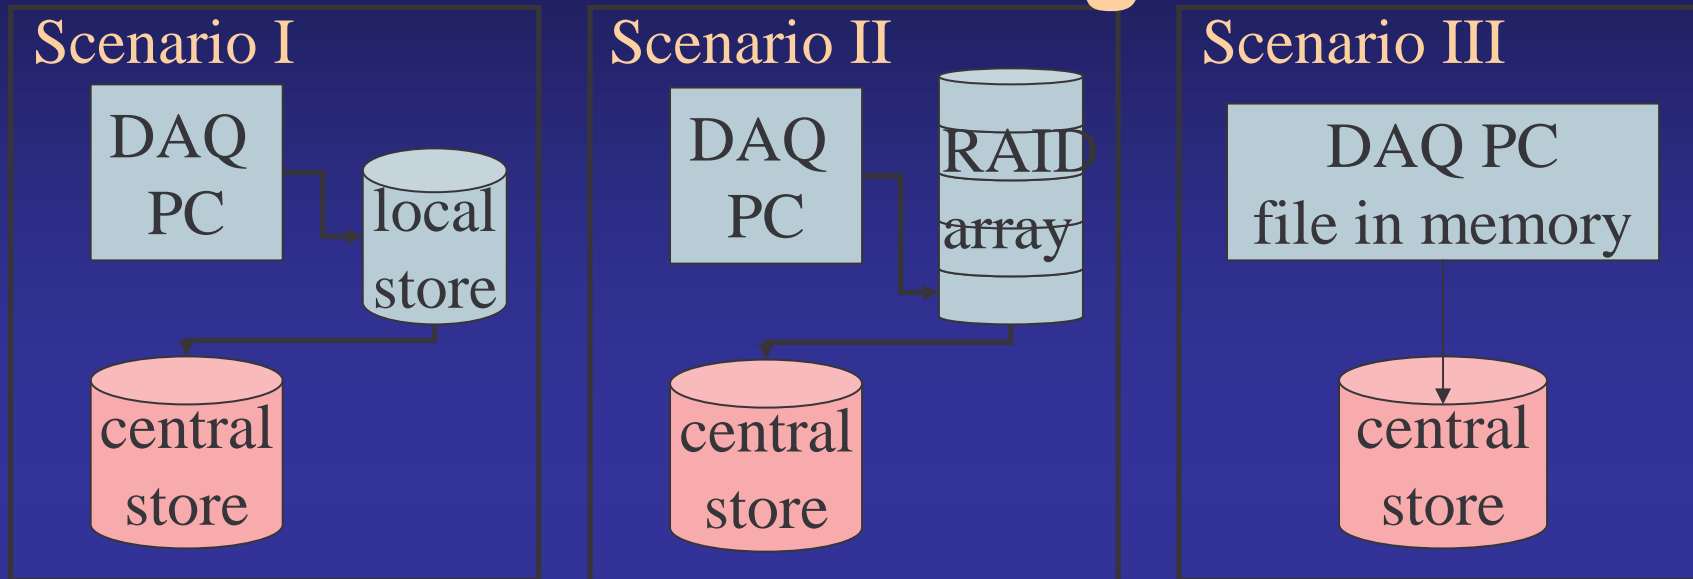 Scenario I
DAQ
PC
local
store
central
store
Scenario II
DAQ
PC
RAID
array
central
store
Scenario III
DAQ PC
file in memory
central
store